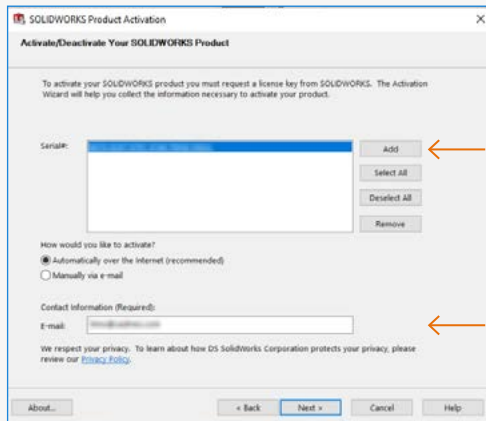 SOLIDWORKS Product Activation
Activate/Deactivate Your SOLIDWORKS Product
To activate your SOLIDWORKS product you must request a license key from SOLIDWORKS. The Activation
Wizard will help you collect the information necessary to activate your product.
Serial#:
Add
Select All
Deselect All
Remove
How would you like to activate?
Automatically over the Internet (recommended)
Manually via e-mail
Contact Information (Required):
E-mail:
We respect your privacy. To learn about how DS SolidWorks Corporation protects your privacy, please
review our Privacy Policy.
About... < Back Next > Cancel Help